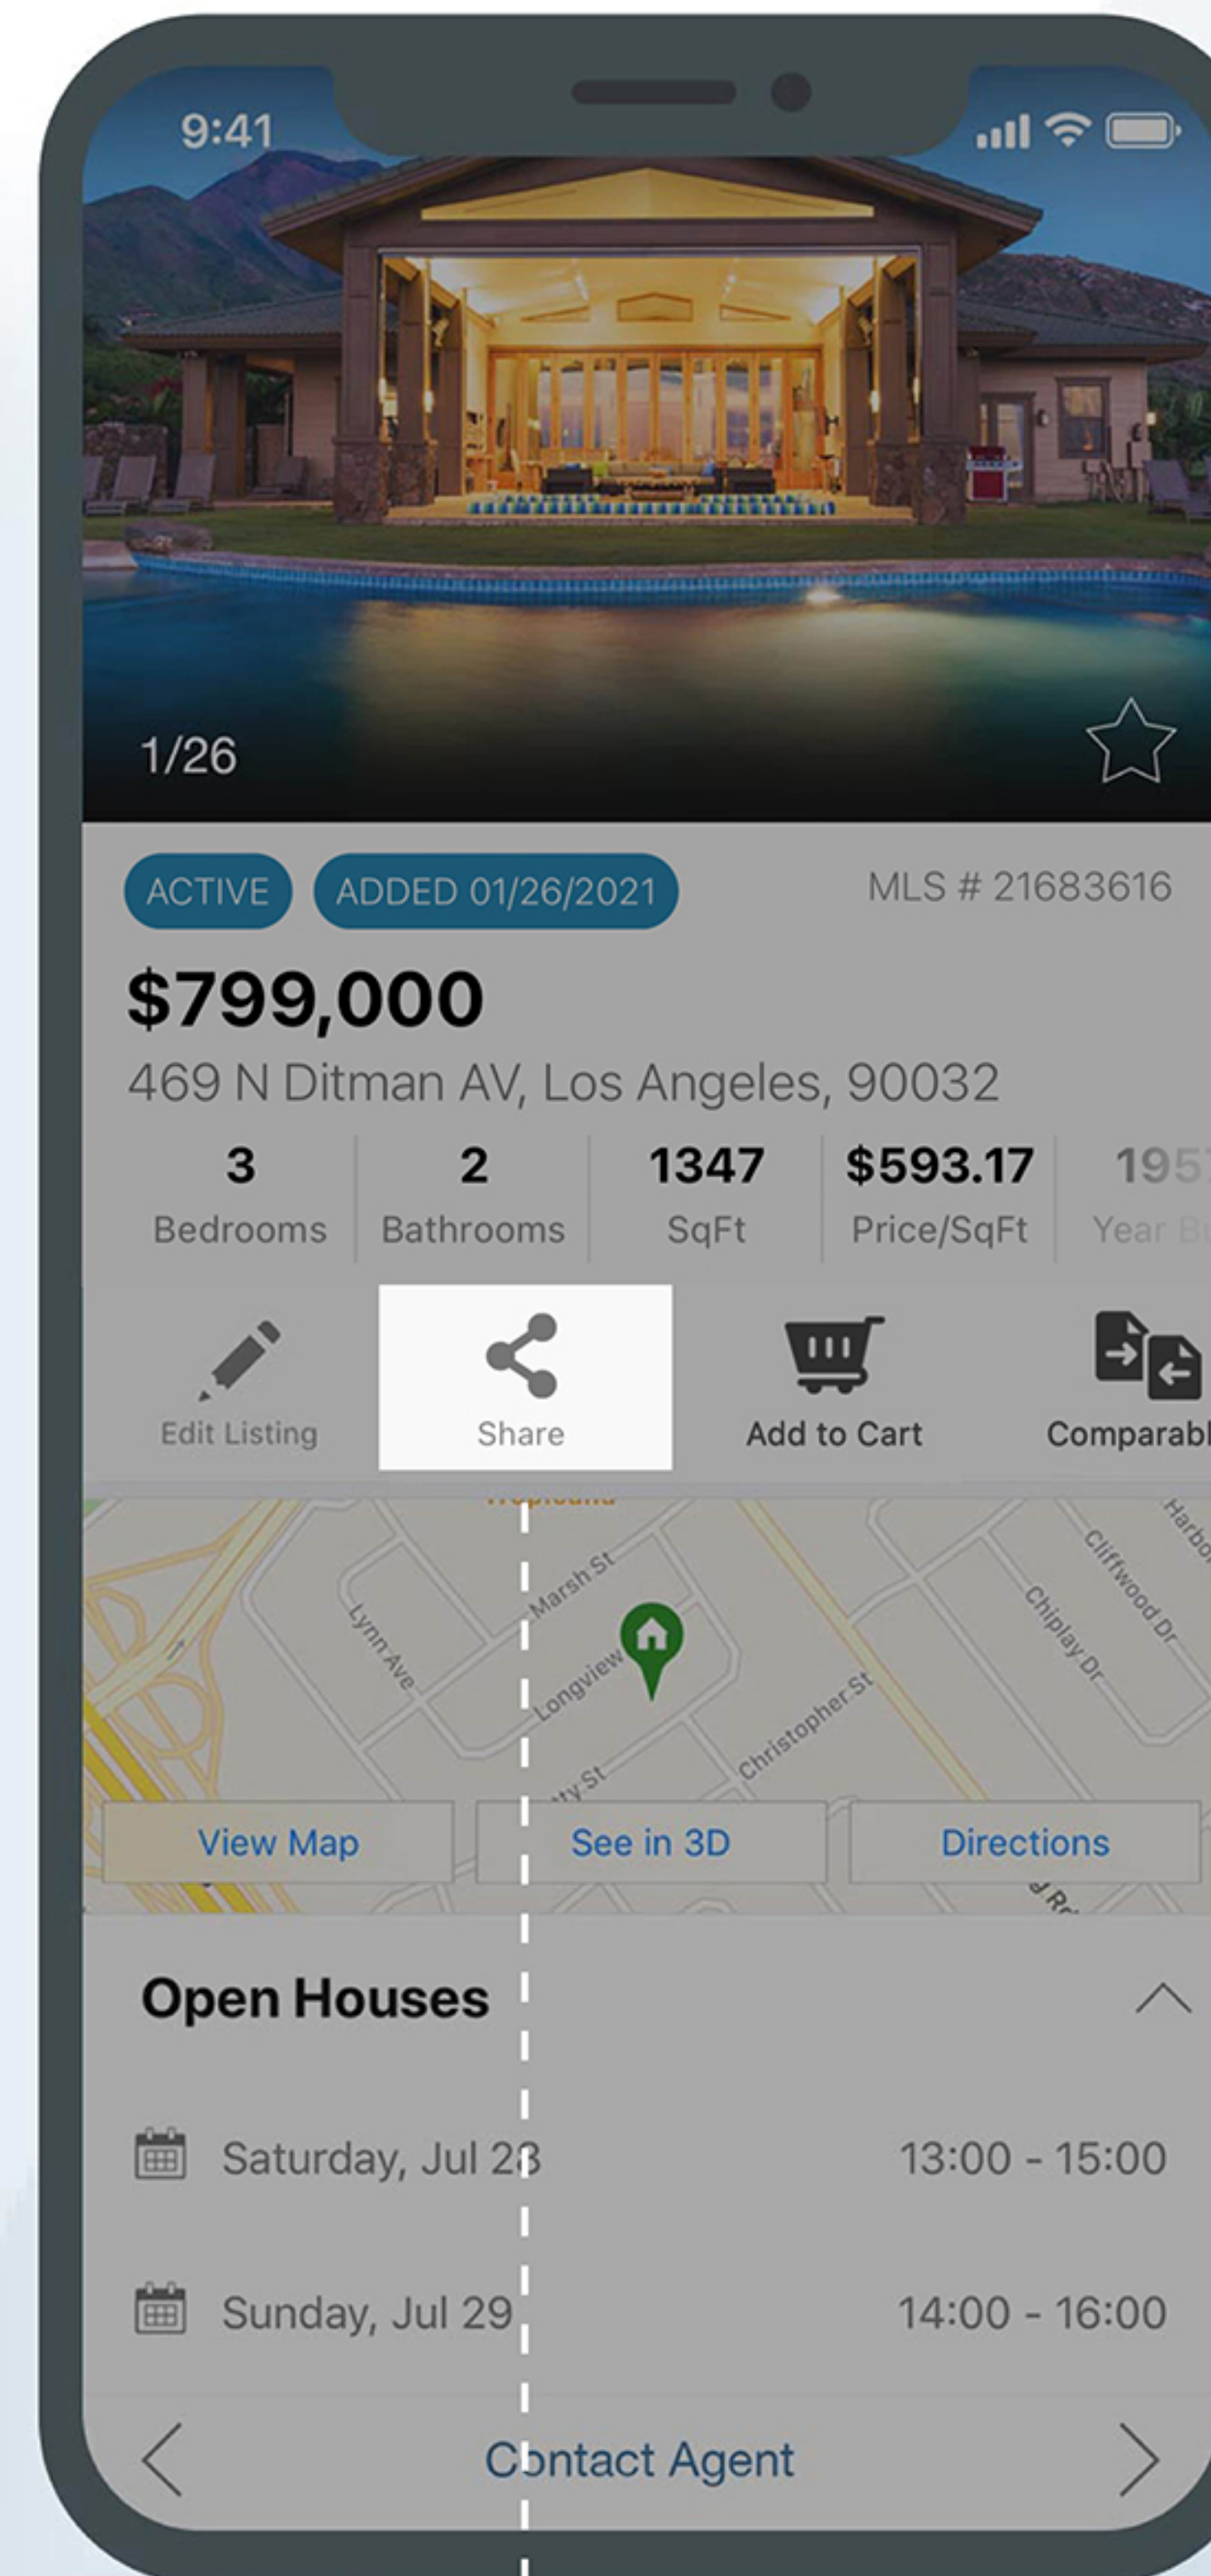 9:41
1/26
ACTIVE ADDED 01/26/2021 MLS # 21683616
$799,000
469 N Ditman AV, Los Angeles, 90032
3 2 1347 $593.17
Bedrooms Bathrooms SqFt Price/SqFt Year
Edit Listing Share Add to Cart Comparabl
Marsh St
Lynn Ave
Longview
Christopher St
Chiplay Dr
Cliffwood Dr
View Map See in 3D Directions
Open Houses
Saturday, Jul 28 13:00 - 15:00
Sunday, Jul 29 14:00 - 16:00
Contact Agent